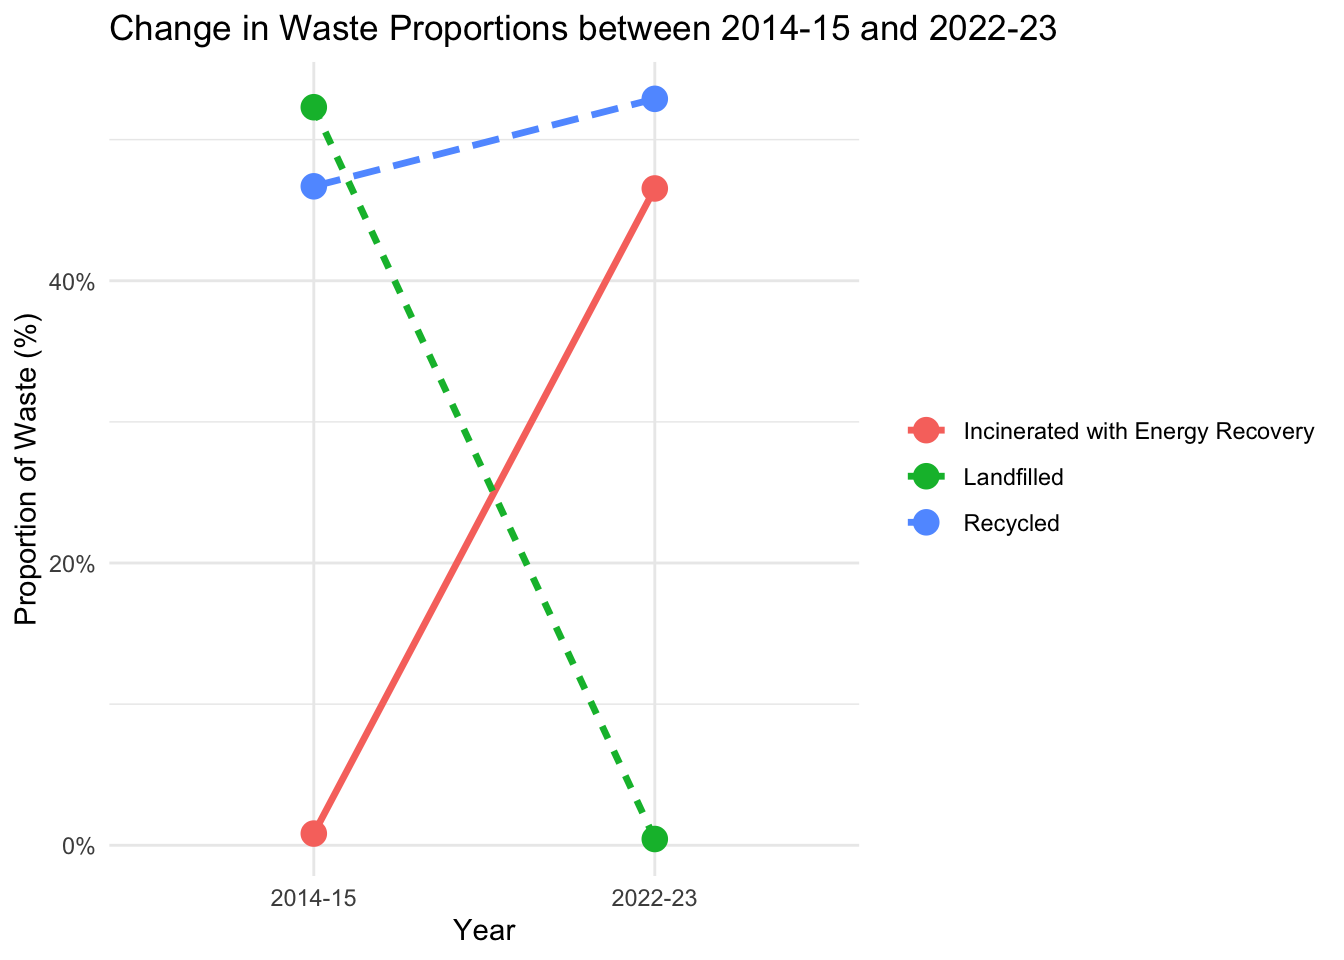 Change in Waste Proportions between 2014-15 and 2022-23
Proportion of Waste (%)
40%
20%
0%
2014-15
2022-23
Year
Incinerated with Energy Recovery
Landfilled
Recycled